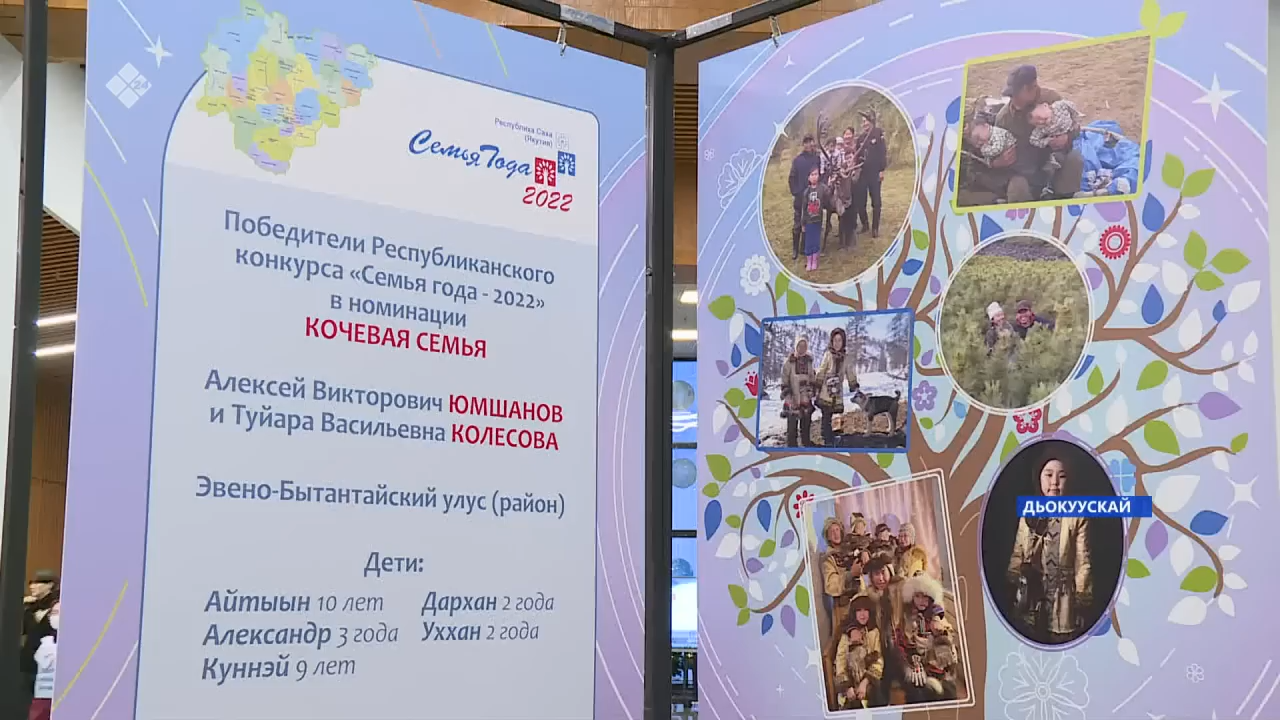 24
Республика Саха
(Якутия)
Семья Года
2022
Победители Республиканского
конкурса «Семья года - 2022»
в номинации
КОЧЕВАЯ СЕМЬЯ
Алексей Викторович ЮМШАНОВ
и Туйара Васильевна КОЛЕСОВА
Эвено-Бытантайский улус (район)
Дети:
Айтыын 10 лет
Дархан 2 года
Александр 3 года
Уххан 2 года
Куннэй 9 лет
ДЬОКУУСКАЙ